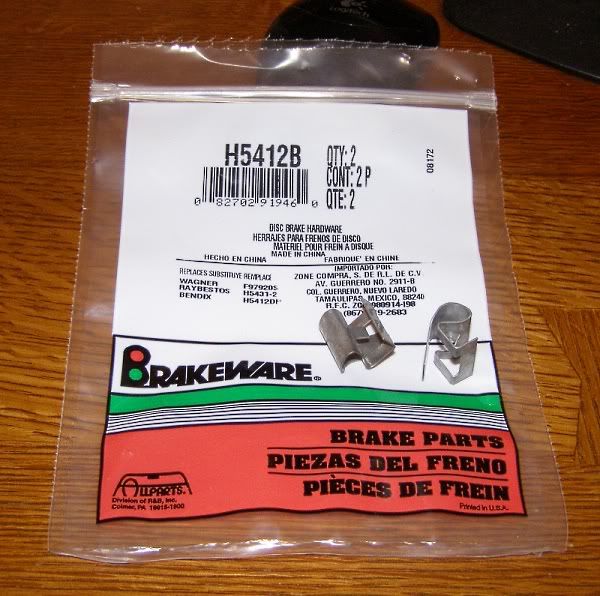 H5412B
QTY: 2
CONT: 2 P
QTE: 2
08172
0 82702 91946 0
DISC BRAKE HARDWARE
HERRAJES PARA FRENOS DE DISCO
MATERIEL POUR FREIN A DISQUE
MADE IN CHINA
HECHO EN CHINA FABRIQUE' EN CHINE
REPLACES SUBSTITUYE REMPLACE
WAGNER F97920S
RAYBESTOS H5431-2
BENDIX
IMPORTADO POR:
ZONE COMPRA, S. DE R.L. DE C.V
AV. GUERRERO NO. 2911-B
COL. GUERRERO, NUEVO LAREDO
TAMAULIPAS, MEXICO, 88240
R.F.C.
BRAKEWARE®
BRAKE PARTS
PIEZAS DEL FRENO
PIÈCES DE FREIN
ALLPARTS.
Division of R&B, Inc.
Colmar, PA 18915-1800
Printed in U.S.A.